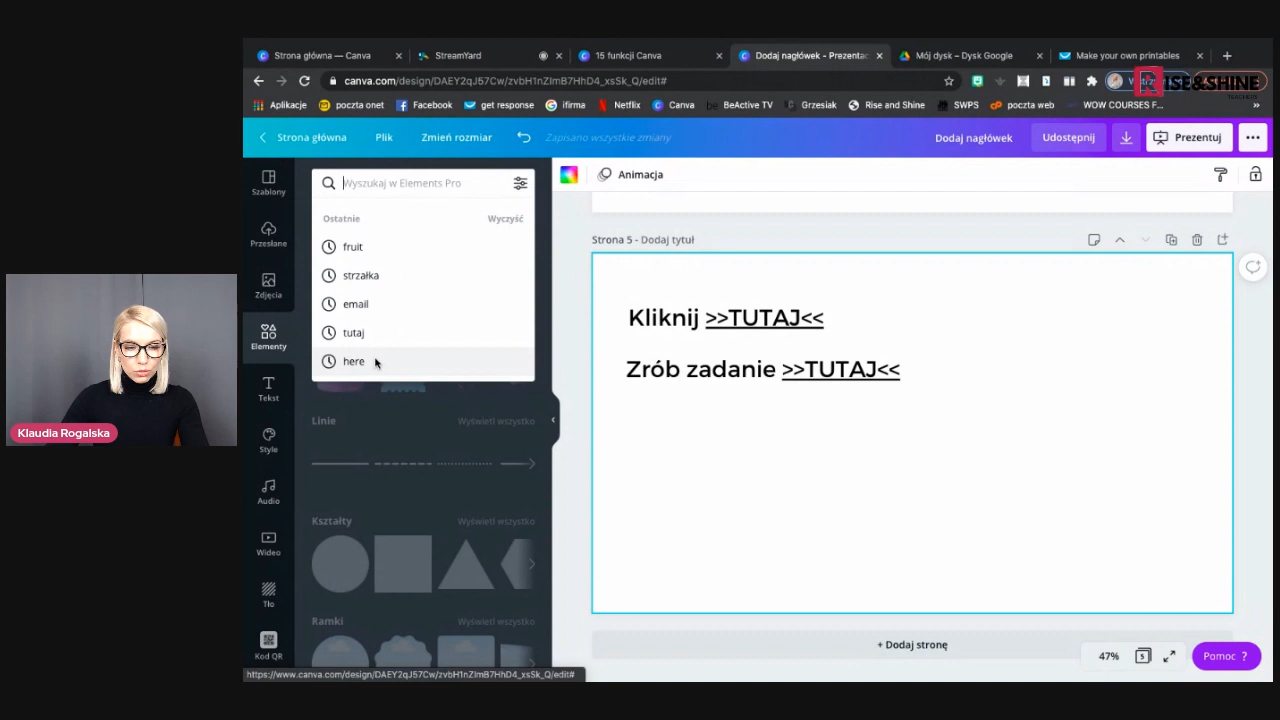 Strona główna — Canva
StreamYard
15 funkcji Canva
Dodaj nagłówek - Prezentac
Mój dysk – Dysk Google
Make your own printables
canva.com/design/DAEY2qJ57Cw/zvbH1nZlmB7HhD4_xsSk_Q/edit#
RISE&SHINE
Aplikacje
poczta onet
Facebook
get response
ifirma
Netflix
Canva
BeActive TV
Grzesiak
Rise and Shine
SWPS
poczta web
WOW COURSES F...
Strona główna
Plik
Zmień rozmiar
Zapisano wszystkie zmiany
Dodaj nagłówek
Udostępnij
Prezentuj
Szablony
Przesłane
Zdjęcia
Elementy
Tekst
Style
Audio
Wideo
Tło
Kod QR
Wyszukaj w Elements Pro
Ostatnie
Wyczyść
fruit
strzałka
email
tutaj
here
Linie
Wyświetl wszystko
Kształty
Wyświetl wszystko
Ramki
Wyświetl wszystko
Animacja
Strona 5 - Dodaj tytuł
Kliknij >>TUTAJ<<
Zrób zadanie >>TUTAJ<<
+ Dodaj stronę
47%
5
Pomoc ?
https://www.canva.com/design/DAEY2qJ57Cw/zvbH1nZlmB7HhD4_xsSk_Q/edit#
Klaudia Rogalska